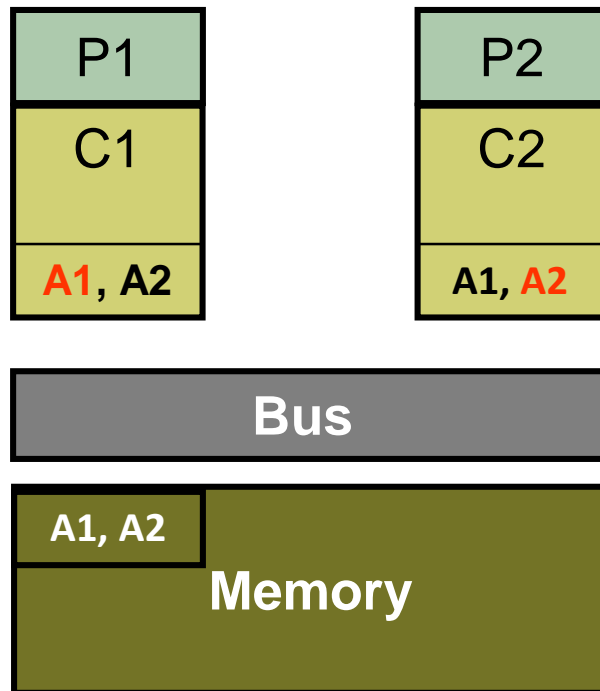 P1
P2
C1
C2
A1, A2
A1, A2
Bus
A1, A2
Memory